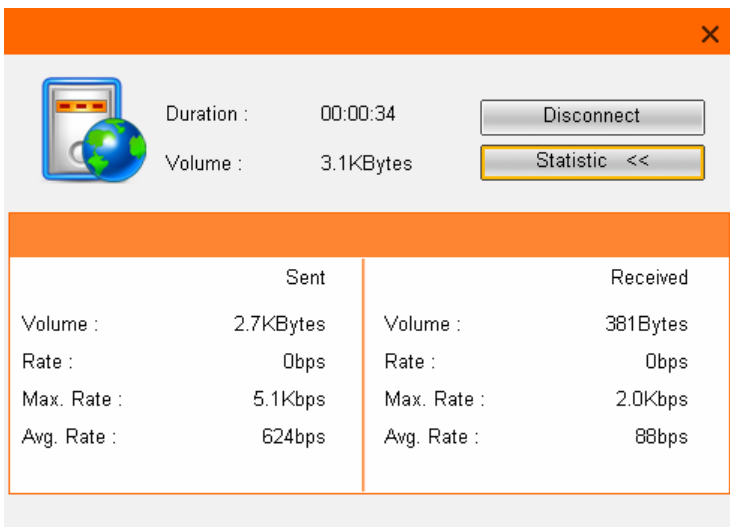 Duration : 00:00:34 Disconnect
Volume : 3.1KBytes Statistic <<
Sent Received
Volume : 2.7KBytes Volume : 381Bytes
Rate : 0bps Rate : 0bps
Max. Rate : 5.1Kbps Max. Rate : 2.0Kbps
Avg. Rate : 624bps Avg. Rate : 88bps